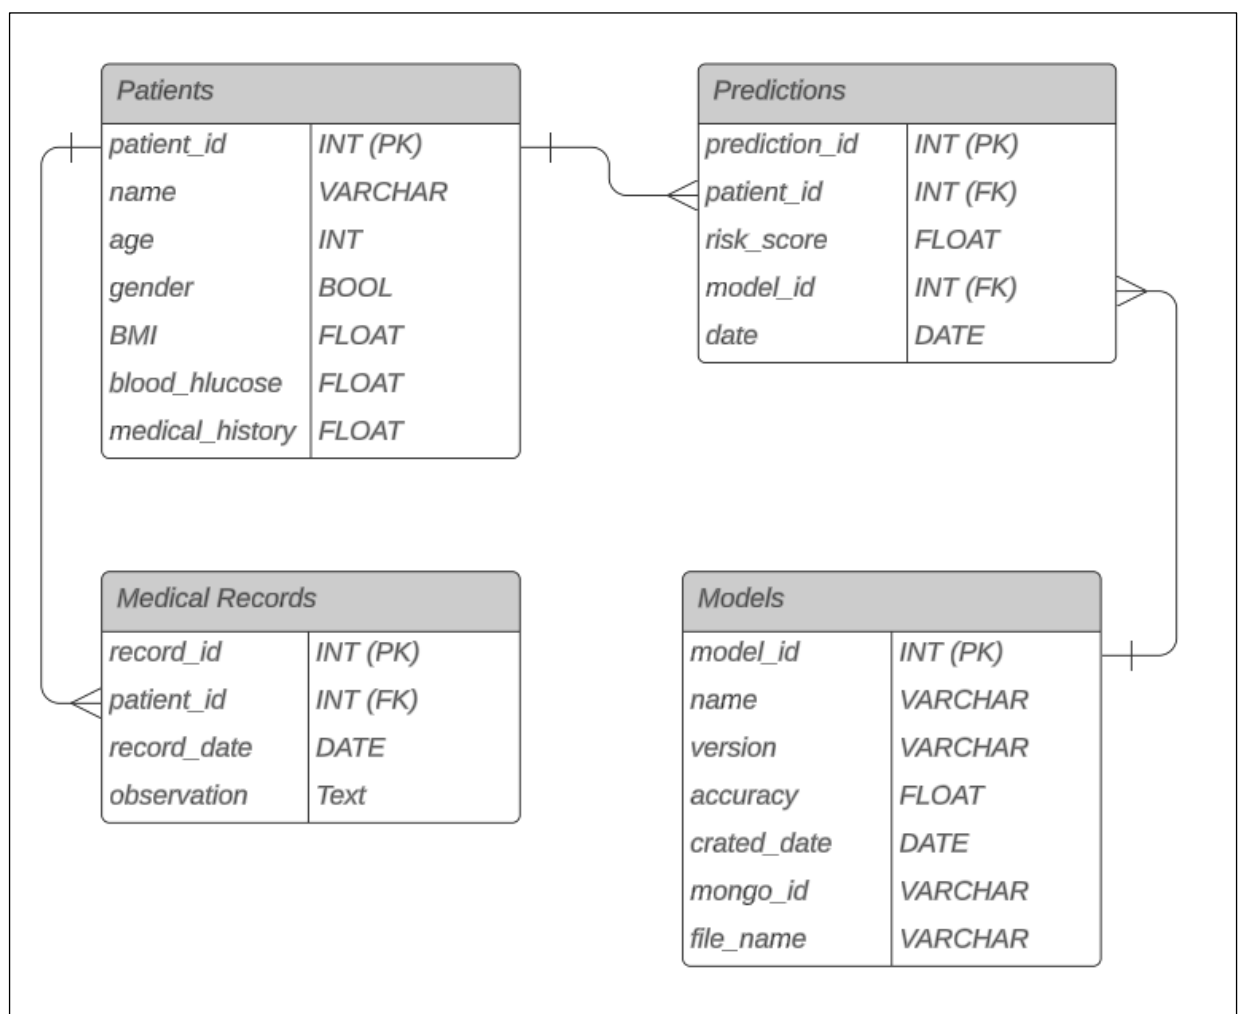 Patients
patient_id INT (PK)
name VARCHAR
age INT
gender BOOL
BMI FLOAT
blood_hlucose FLOAT
medical_history FLOAT
Predictions
prediction_id INT (PK)
patient_id INT (FK)
risk_score FLOAT
model_id INT (FK)
date DATE
Medical Records
record_id INT (PK)
patient_id INT (FK)
record_date DATE
observation Text
Models
model_id INT (PK)
name VARCHAR
version VARCHAR
accuracy FLOAT
crated_date DATE
mongo_id VARCHAR
file_name VARCHAR